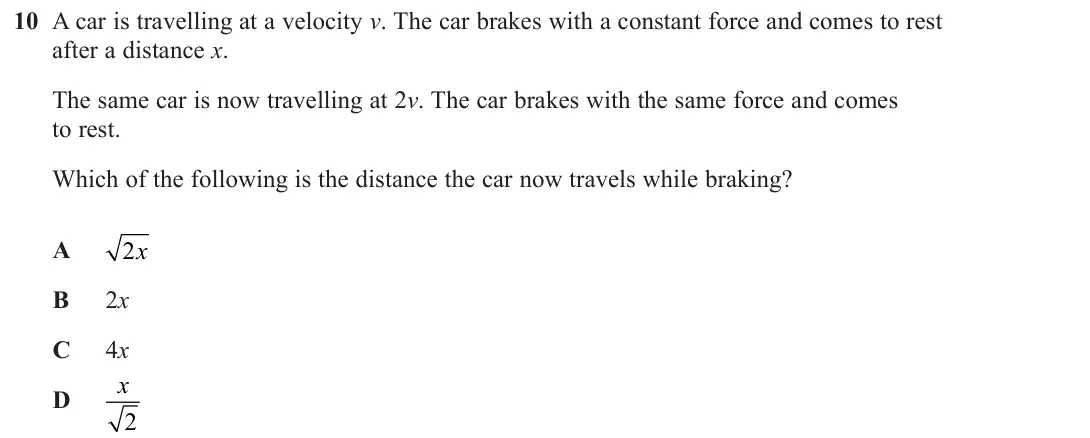 10 A car is travelling at a velocity v. The car brakes with a constant force and comes to rest
after a distance x.
The same car is now travelling at 2v. The car brakes with the same force and comes
to rest.
Which of the following is the distance the car now travels while braking?
A √2x
B 2x
C 4x
D x/√2